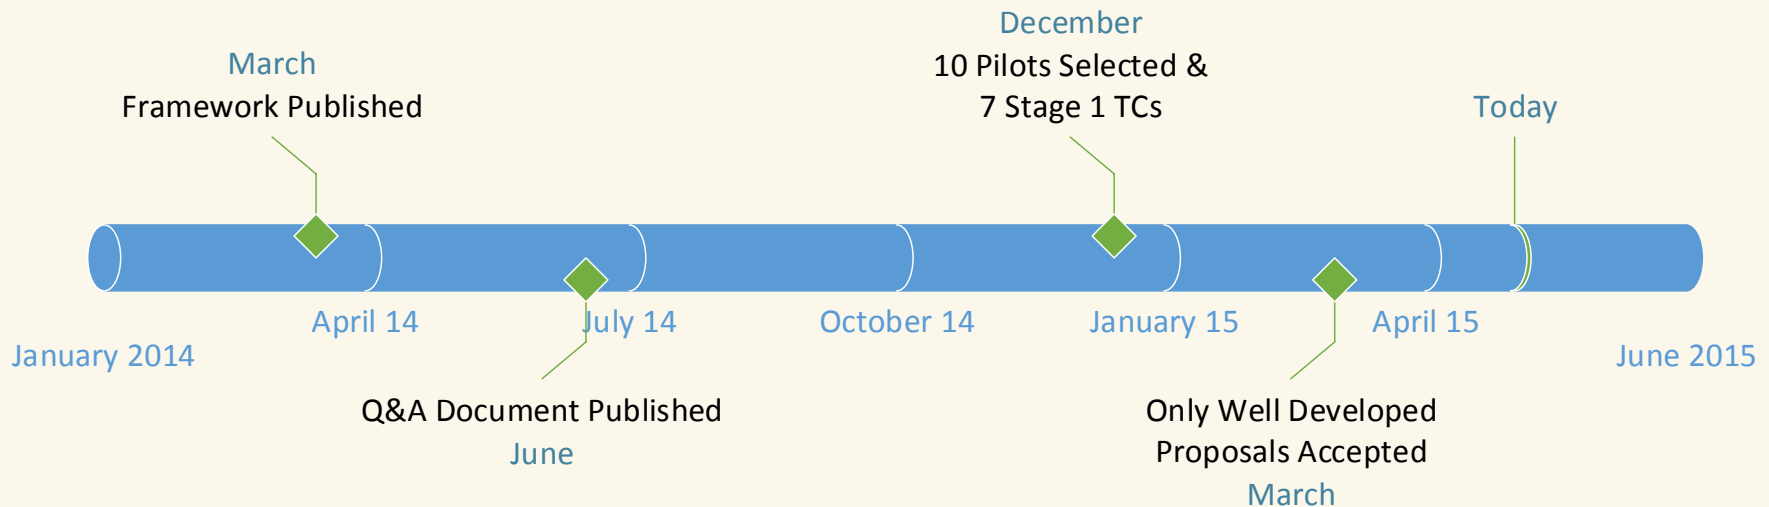 December
March
10 Pilots Selected &
Framework Published
7 Stage 1 TCs
Today
April 14
July 14
October 14
January 15
April 15
January 2014
June 2015
Q&A Document Published
June
Only Well Developed
Proposals Accepted
March